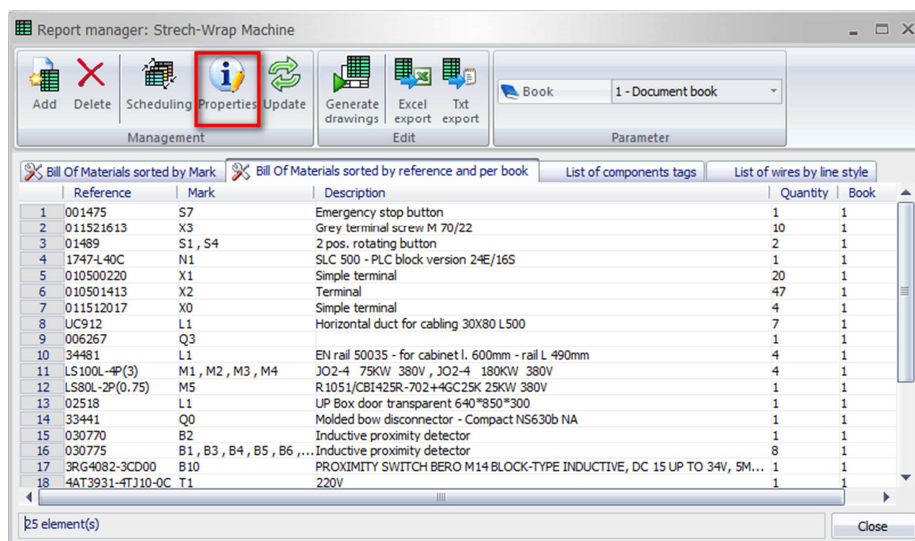 Report manager: Strech-Wrap Machine
Add Delete Scheduling Properties Update Generate drawings Excel export Txt export Book 1 - Document book
Management Edit Parameter
Bill Of Materials sorted by Mark Bill Of Materials sorted by reference and per book List of components tags List of wires by line style
Reference Mark Description Quantity Book
1 001475 S7 Emergency stop button 1 1
2 011521613 X3 Grey terminal screw M 70/22 10 1
3 01489 S1 , S4 2 pos. rotating button 2 1
4 1747-L40C N1 SLC 500 - PLC block version 24E/16S 1 1
5 010500220 X1 Simple terminal 20 1
6 010501413 X2 Terminal 47 1
7 011512017 X0 Simple terminal 4 1
8 UC912 L1 Horizontal duct for cabling 30X80 L500 7 1
9 006267 Q3 1 1
10 34481 L1 EN rail 50035 - for cabinet l. 600mm - rail L 490mm 4 1
11 LS100L-4P(3) M1 , M2 , M3 , M4 JO2-4 75KW 380V , JO2-4 180KW 380V 4 1
12 LS80L-2P(0.75) M5 R1051/CBI425R-702+4GC25K 25KW 380V 1 1
13 02518 L1 UP Box door transparent 640*850*300 1 1
14 33441 Q0 Molded bow disconnector - Compact NS630b NA 1 1
15 030770 B2 Inductive proximity detector 1 1
16 030775 B1 , B3 , B4 , B5 , B6 ,... Inductive proximity detector 8 1
17 3RG4082-3CD00 B10 PROXIMITY SWITCH BERO M14 BLOCK-TYPE INDUCTIVE, DC 15 UP TO 34V, 5M... 1 1
18 4AT3931-4TJ10-0C T1 220V 1 1
25 element(s) Close